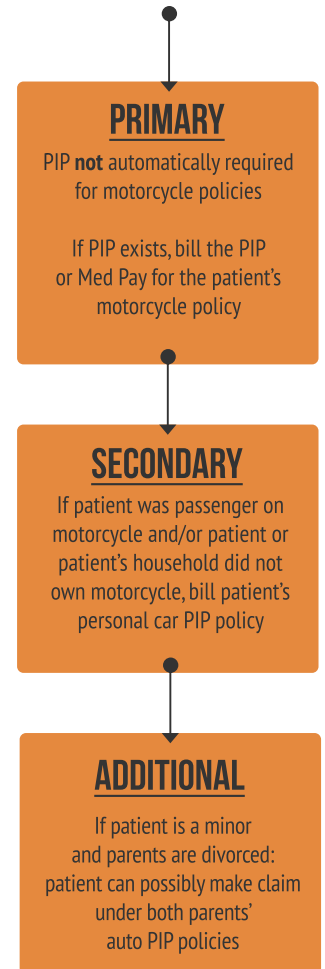 PRIMARY
PIP not automatically required
for motorcycle policies
If PIP exists, bill the PIP
or Med Pay for the patient's
motorcycle policy
SECONDARY
If patient was passenger on
motorcycle and/or patient or
patient's household did not
own motorcycle, bill patient's
personal car PIP policy
ADDITIONAL
If patient is a minor
and parents are divorced:
patient can possibly make claim
under both parents'
auto PIP policies